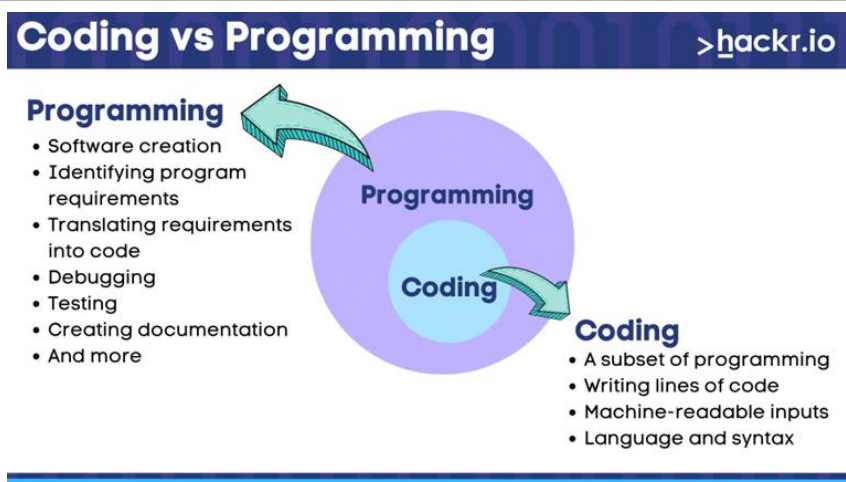 Coding vs Programming
>hackr.io
Programming
• Software creation
• Identifying program
requirements
• Translating requirements
into code
• Debugging
• Testing
• Creating documentation
• And more
Programming
Coding
Coding
• A subset of programming
• Writing lines of code
• Machine-readable inputs
• Language and syntax